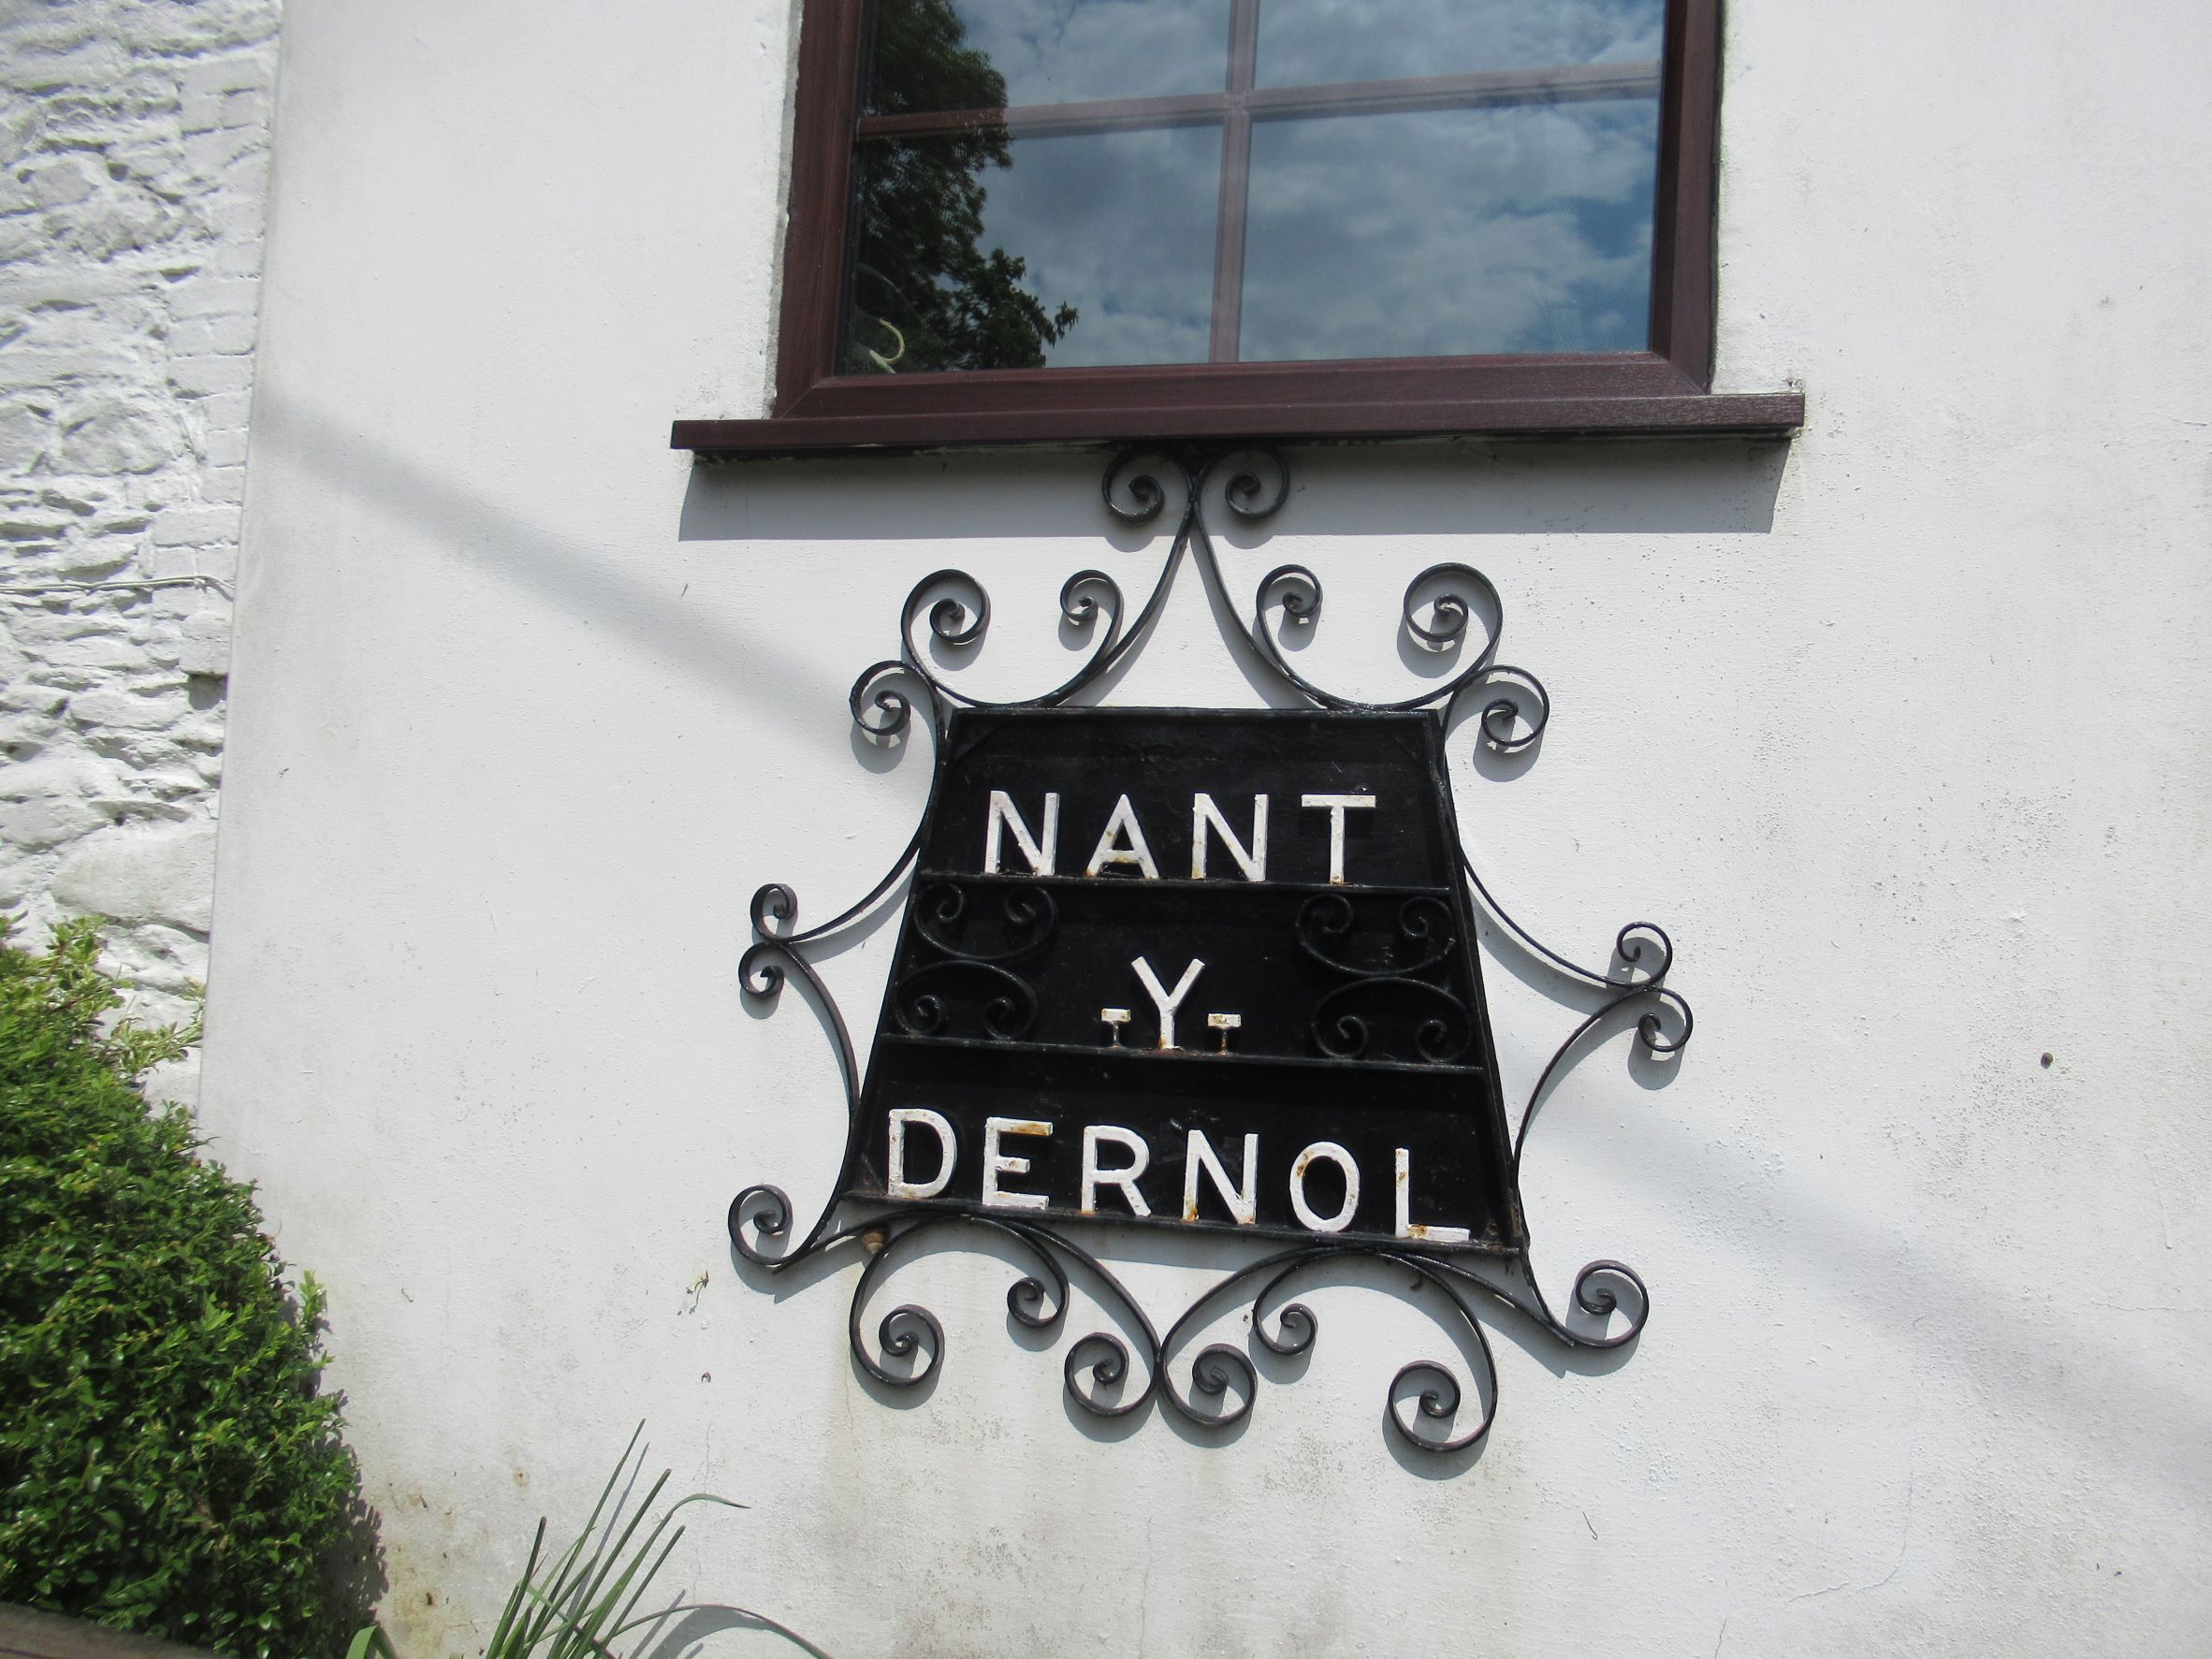 NANT
-Y-
DERNOL